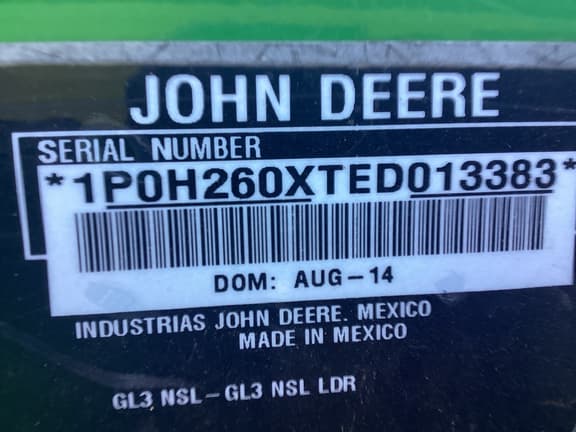 JOHN DEERE
SERIAL NUMBER
*1P0H260XTED013383*
DOM: AUG-14
INDUSTRIAS JOHN DEERE. MEXICO
MADE IN MEXICO
GL3 NSL-GL3 NSL LDR